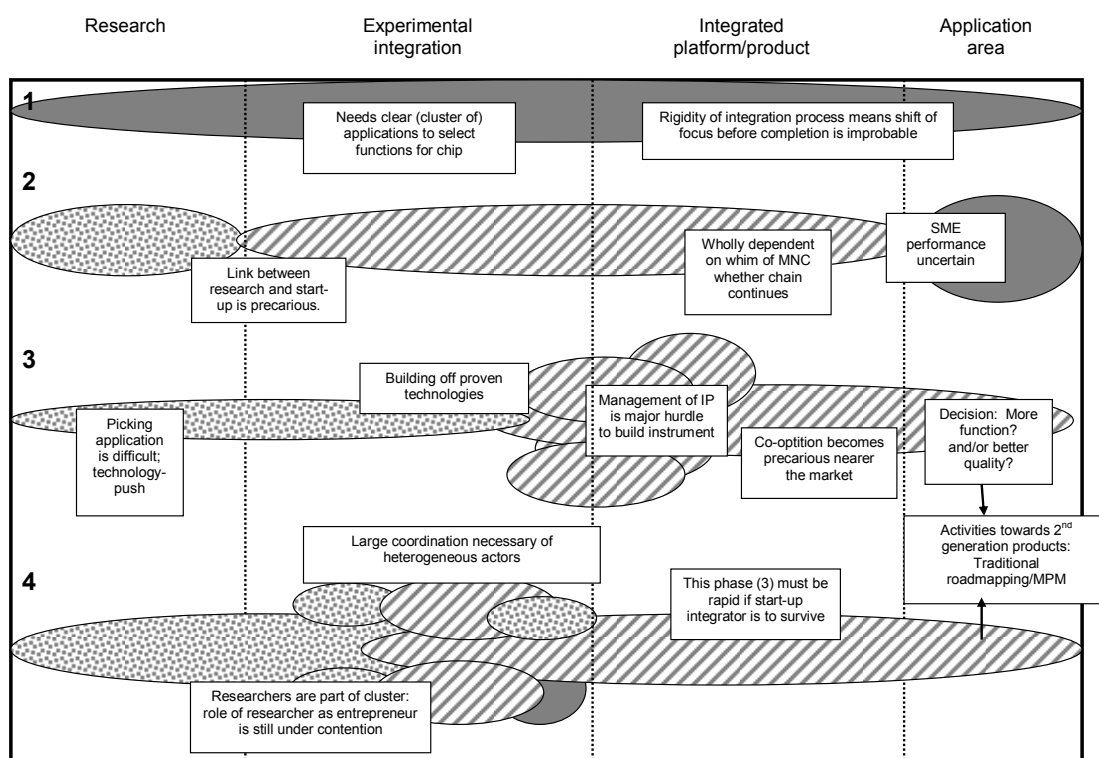 Research
Experimental
integration
Integrated
platform/product
Application
area
1
Needs clear (cluster of)
applications to select
functions for chip
Rigidity of integration process means shift of
focus before completion is improbable
2
Link between
research and start-
up is precarious.
Wholly dependent
on whim of MNC
whether chain
continues
SME
performance
uncertain
3
Picking
application
is difficult;
technology-
push
Building off proven
technologies
Management of IP
is major hurdle
to build instrument
Co-optition becomes
precarious nearer
the market
Decision: More
function?
and/or better
quality?
Activities towards 2nd
generation products:
Traditional
roadmapping/MPM
4
Large coordination necessary of
heterogeneous actors
This phase (3) must be
rapid if start-up
integrator is to survive
Researchers are part of cluster:
role of researcher as entrepreneur
is still under contention